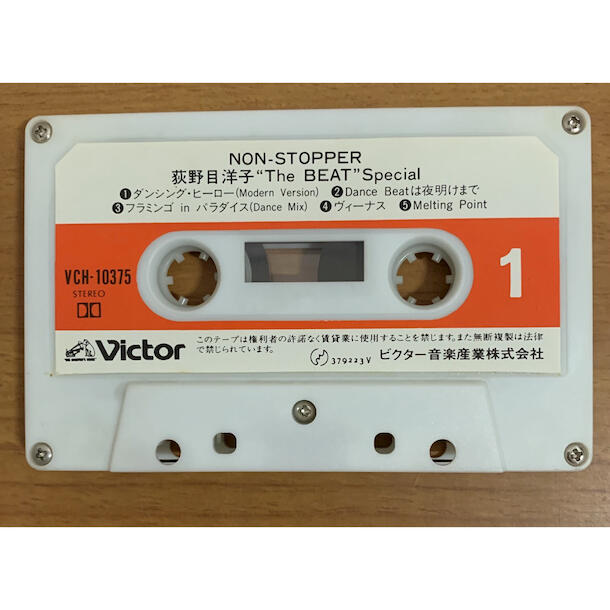 NON-STOPPER
荻野目洋子“The BEAT”Special
❶ダンシング・ヒーロー(Modern Version) ❷Dance Beatは夜明けまで
❸フラミンゴ in パラダイス(Dance Mix) ❹ヴィーナス ❺Melting Point
VCH-10375
STEREO
1
Victor
このテープは権利者の許諾なく賃貸業に使用することを禁じます。また無断複製は法律
で禁じられています。
379223V ビクター音楽産業株式会社